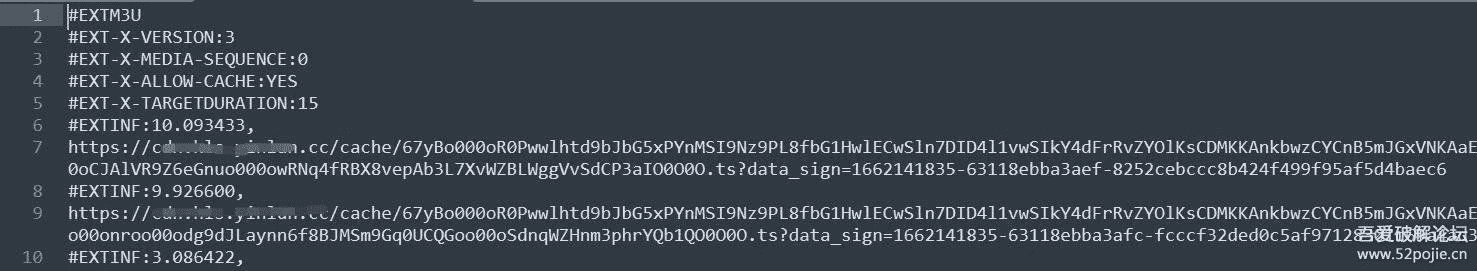 1 #EXTM3U
2 #EXT-X-VERSION:3
3 #EXT-X-MEDIA-SEQUENCE:0
4 #EXT-X-ALLOW-CACHE:YES
5 #EXT-X-TARGETDURATION:15
6 #EXTINF:10.093433,
7 https://.cc/cache/67yBo000oR0Pwwlhtd9bJbG5xPYnMSI9Nz9PL8fbG1HwlECwSln7DID4l1vwSIkY4dFrRvZYOlKsCDMKKAnkbwzCYCnB5mJGxVNKAaE
0oCJAlVR9Z6eGnuo000owRNq4fRBX8vepAb3L7XvWZBLWggVvSdCP3aIO0O0O.ts?data_sign=1662141835-63118ebba3aef-8252cebccc8b424f499f95af5d4baec6
8 #EXTINF:9.926600,
9 https://.cc/cache/67yBo000oR0Pwwlhtd9bJbG5xPYnMSI9Nz9PL8fbG1HwlECwSln7DID4l1vwSIkY4dFrRvZYOlKsCDMKKAnkbwzCYCnB5mJGxVNKAaE
o00onroo00odg9dJLaynn6f8BJMSm9Gq0UCQGoo00oSdnqWZHnm3phrYQb1QO0O0O.ts?data_sign=1662141835-63118ebba3afc-fcccf32ded0c5af97128
吾爱破解论坛
10 #EXTINF:3.086422,
www.52pojie.cn